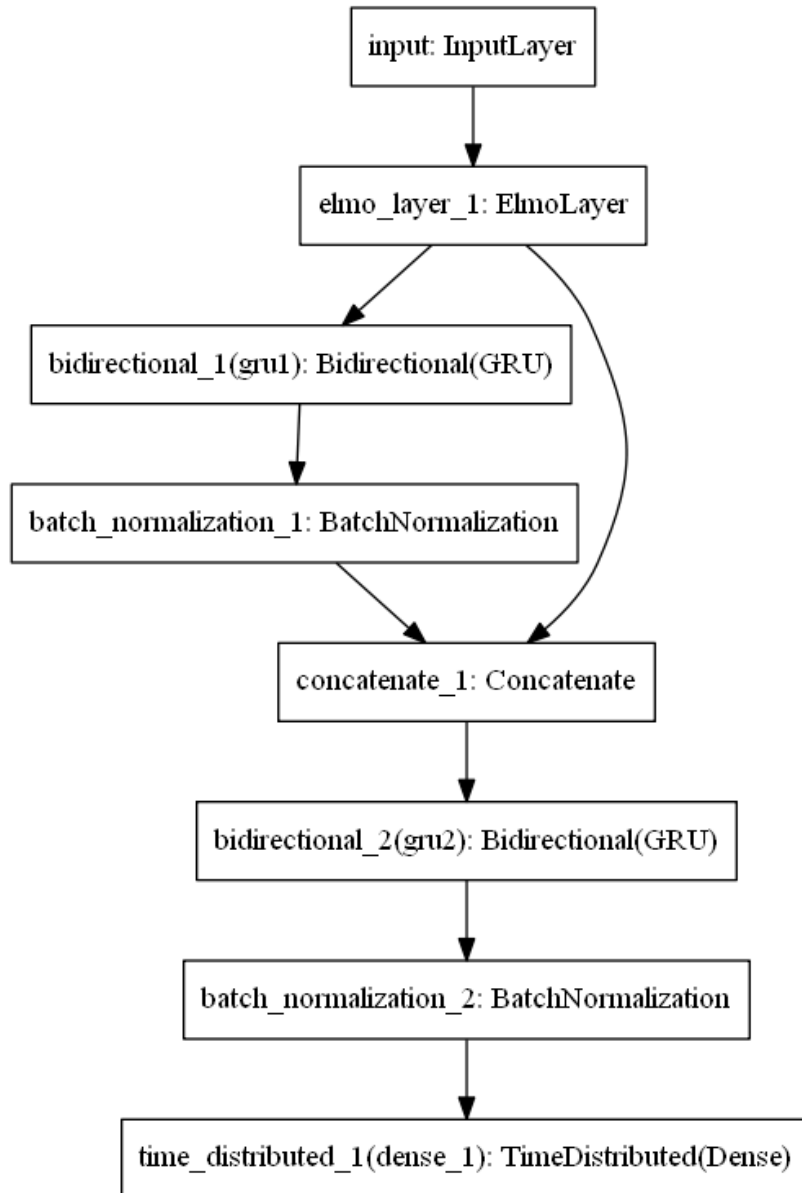 input: InputLayer
elmo_layer_1: ElmoLayer
bidirectional_1(gru1): Bidirectional(GRU)
batch_normalization_1: BatchNormalization
concatenate_1: Concatenate
bidirectional_2(gru2): Bidirectional(GRU)
batch_normalization_2: BatchNormalization
time_distributed_1(dense_1): TimeDistributed(Dense)